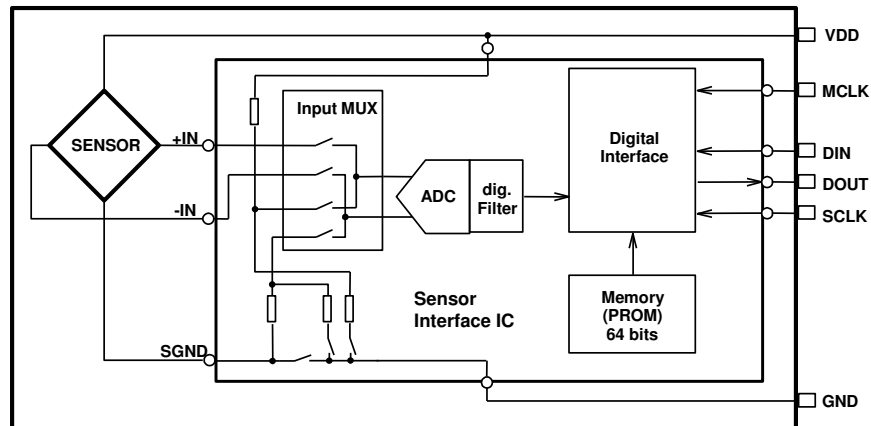 VDD
MCLK
Input MUX
SENSOR
+IN
Digital
Interface
DIN
ADC
dig.
Filter
DOUT
-IN
SCLK
Sensor
Interface IC
Memory
(PROM)
64 bits
SGND
GND